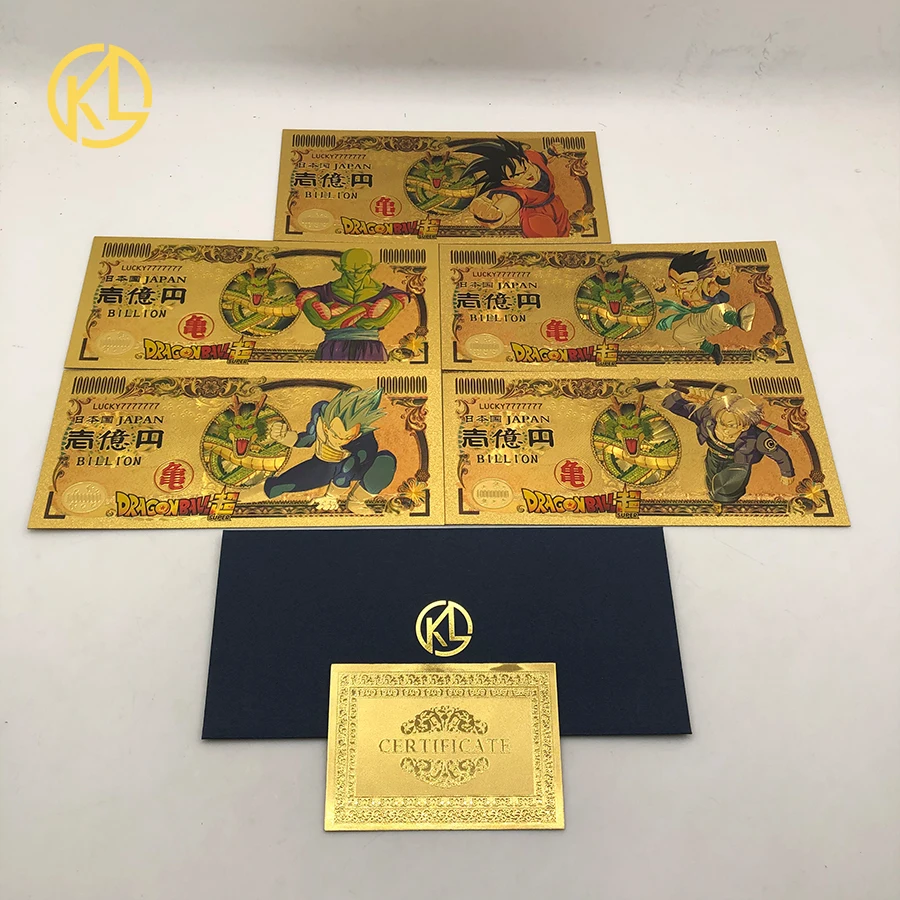 KL
100000000 100000000
LUCKY7777777
日本国 JAPAN
壱億円
BILLION
亀
DRAGONBALL超
SUPER
100000000 100000000
LUCKY7777777
日本国 JAPAN
壱億円
BILLION
亀
DRAGONBALL超
SUPER
100000000 100000000
LUCKY7777777
日本国 JAPAN
壱億円
BILLION
亀
DRAGONBALL超
SUPER
100000000 100000000
LUCKY7777777
日本国 JAPAN
壱億円
BILLION
亀
DRAGONBALL超
SUPER
100000000 100000000
LUCKY7777777
日本国 JAPAN
壱億円
BILLION
亀
100000000
DRAGONBALL超
SUPER
KL
CERTIFICATE